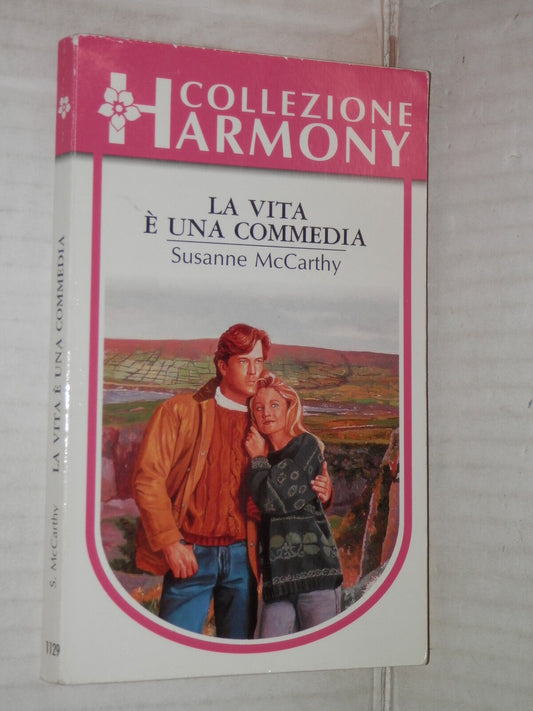 COLLEZIONE
HARMONY
LA VITA
È UNA COMMEDIA
Susanne McCarthy
S. McCarthy LA VITA È UNA COMMEDIA
1129